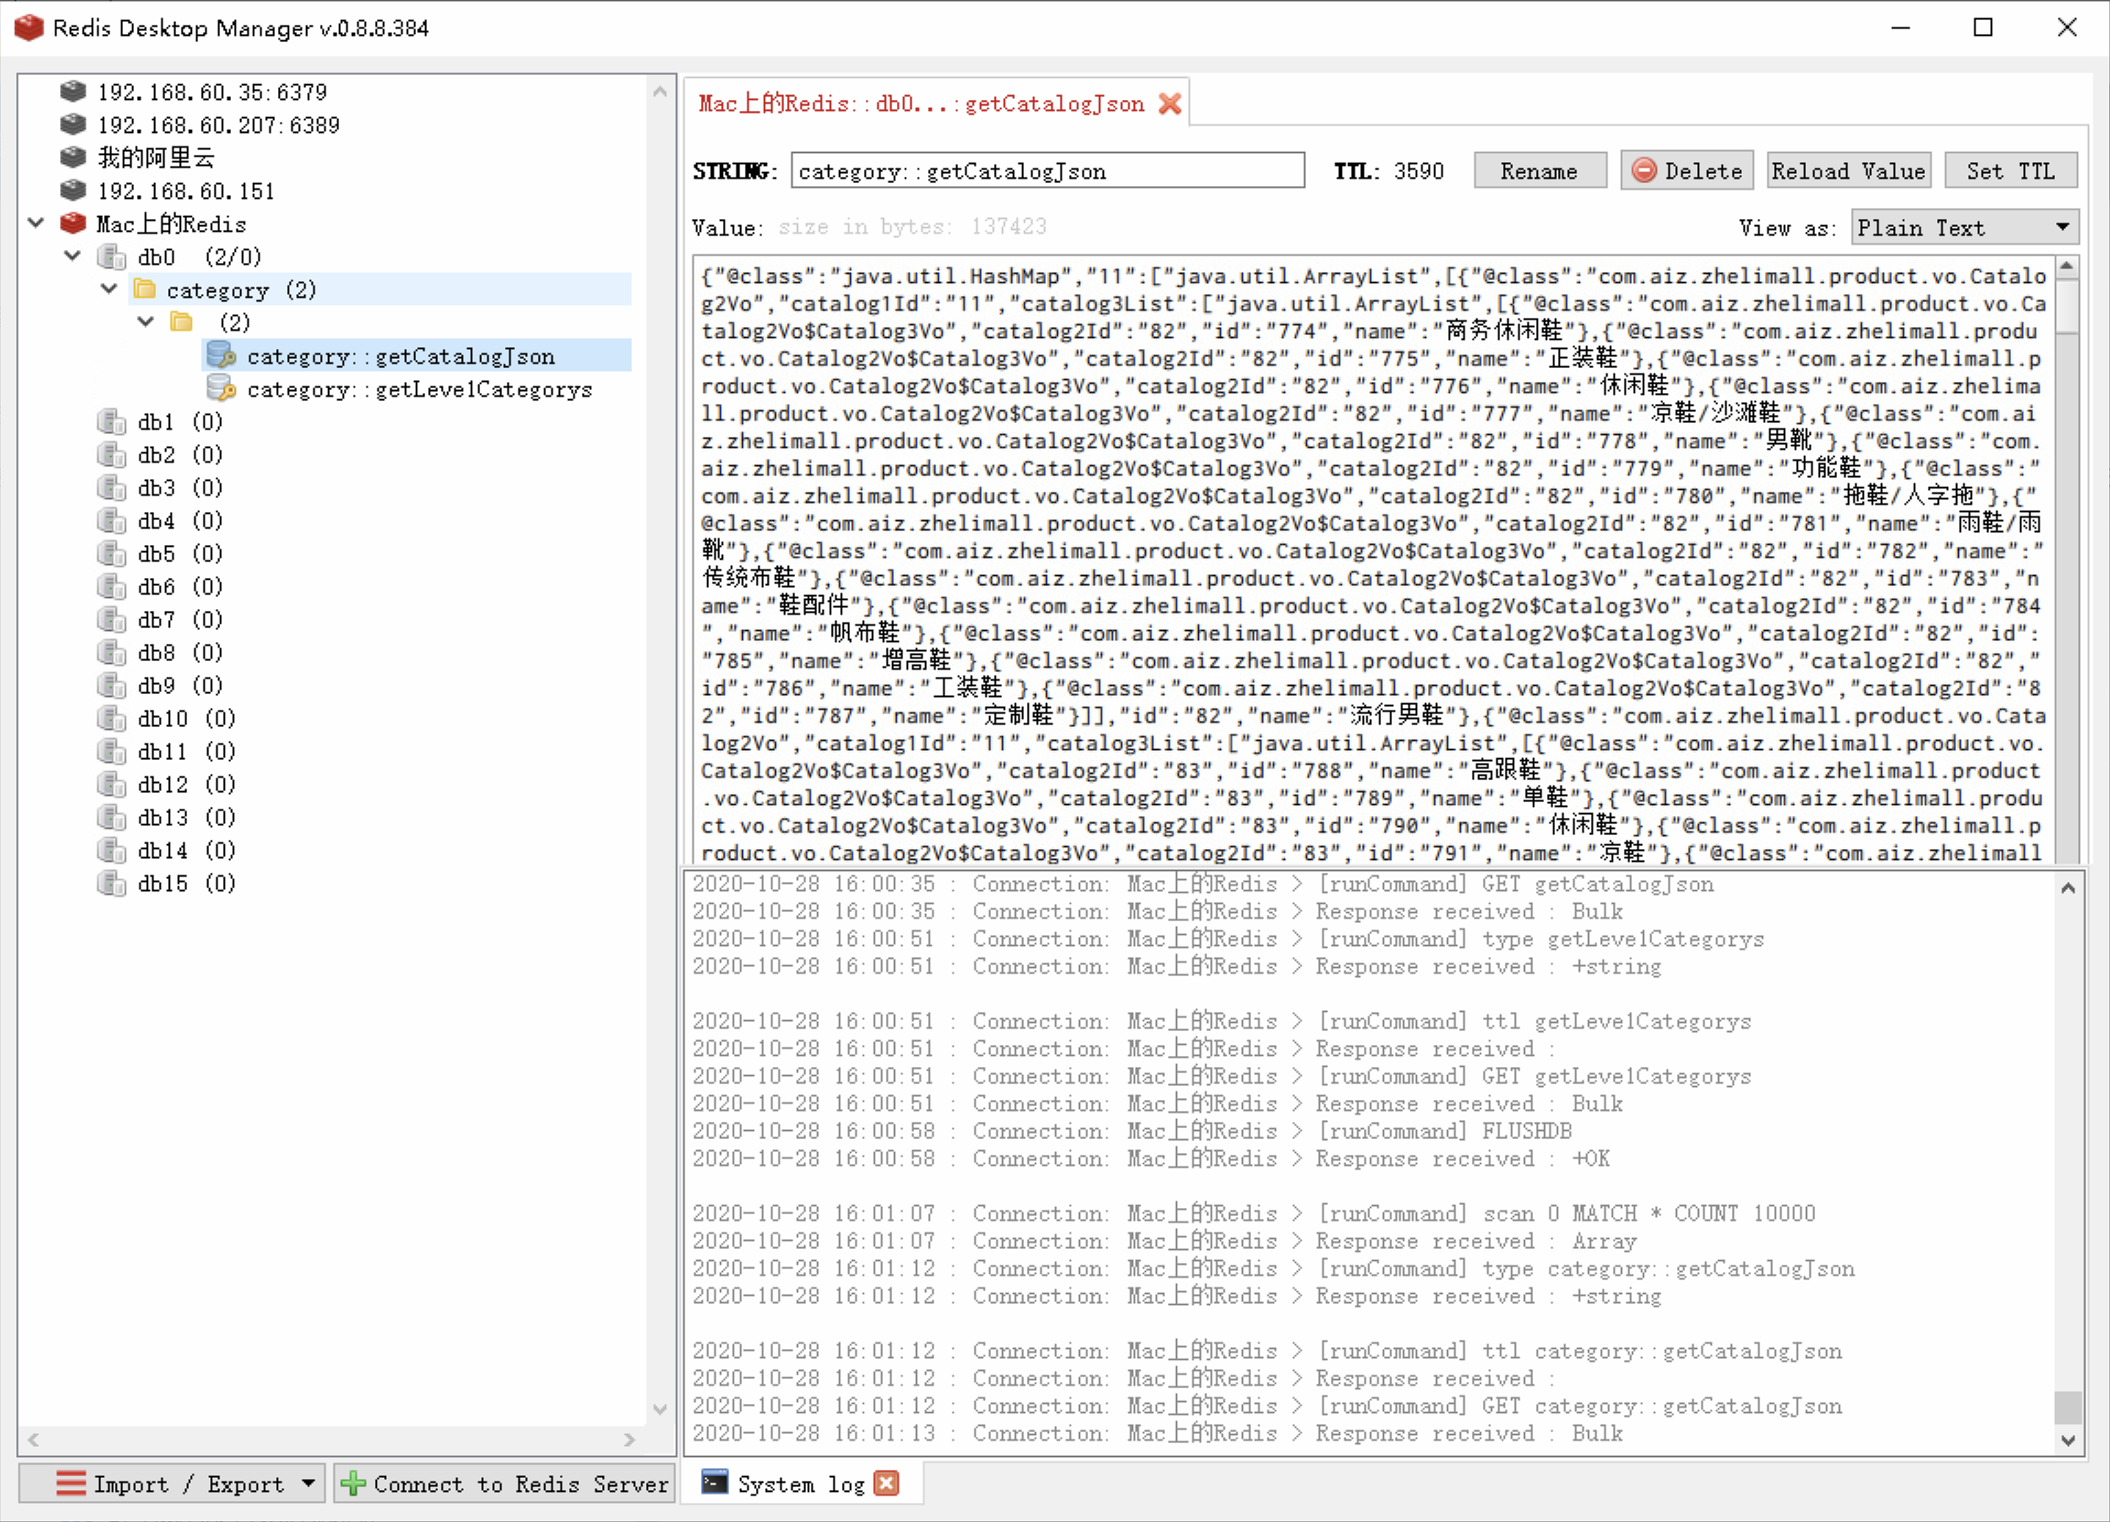 Redis Desktop Manager v.0.8.8.384
192.168.60.35:6379
192.168.60.207:6389
我的阿里云
192.168.60.151
Mac上的Redis
db0 (2/0)
category (2)
(2)
category::getCatalogJson
category::getLevel1Categorys
db1 (0)
db2 (0)
db3 (0)
db4 (0)
db5 (0)
db6 (0)
db7 (0)
db8 (0)
db9 (0)
db10 (0)
db11 (0)
db12 (0)
db13 (0)
db14 (0)
db15 (0)
Import / Export
Connect to Redis Server
Mac上的Redis::db0...:getCatalogJson
STRING: category::getCatalogJson TTL: 3590 Rename Delete Reload Value Set TTL
Value: size in bytes: 137423 View as: Plain Text
{"@class":"java.util.HashMap","11":["java.util.ArrayList",[{"@class":"com.aiz.zhelimall.product.vo.Catalo
g2Vo","catalog1Id":"11","catalog3List":["java.util.ArrayList",[{"@class":"com.aiz.zhelimall.product.vo.Ca
talog2Vo$Catalog3Vo","catalog2Id":"82","id":"774","name":"商务休闲鞋"},{"@class":"com.aiz.zhelimall.produ
ct.vo.Catalog2Vo$Catalog3Vo","catalog2Id":"82","id":"775","name":"正装鞋"},{"@class":"com.aiz.zhelimall.p
roduct.vo.Catalog2Vo$Catalog3Vo","catalog2Id":"82","id":"776","name":"休闲鞋"},{"@class":"com.aiz.zhelima
ll.product.vo.Catalog2Vo$Catalog3Vo","catalog2Id":"82","id":"777","name":"凉鞋/沙滩鞋"},{"@class":"com.ai
z.zhelimall.product.vo.Catalog2Vo$Catalog3Vo","catalog2Id":"82","id":"778","name":"男靴"},{"@class":"com.
aiz.zhelimall.product.vo.Catalog2Vo$Catalog3Vo","catalog2Id":"82","id":"779","name":"功能鞋"},{"@class":"
com.aiz.zhelimall.product.vo.Catalog2Vo$Catalog3Vo","catalog2Id":"82","id":"780","name":"拖鞋/人字拖"},{"
@class":"com.aiz.zhelimall.product.vo.Catalog2Vo$Catalog3Vo","catalog2Id":"82","id":"781","name":"雨鞋/雨
靴"},{"@class":"com.aiz.zhelimall.product.vo.Catalog2Vo$Catalog3Vo","catalog2Id":"82","id":"782","name":"
传统布鞋"},{"@class":"com.aiz.zhelimall.product.vo.Catalog2Vo$Catalog3Vo","catalog2Id":"82","id":"783","n
ame":"鞋配件"},{"@class":"com.aiz.zhelimall.product.vo.Catalog2Vo$Catalog3Vo","catalog2Id":"82","id":"784
","name":"帆布鞋"},{"@class":"com.aiz.zhelimall.product.vo.Catalog2Vo$Catalog3Vo","catalog2Id":"82","id":
"785","name":"增高鞋"},{"@class":"com.aiz.zhelimall.product.vo.Catalog2Vo$Catalog3Vo","catalog2Id":"82","
id":"786","name":"工装鞋"},{"@class":"com.aiz.zhelimall.product.vo.Catalog2Vo$Catalog3Vo","catalog2Id":"8
2","id":"787","name":"定制鞋"}]],"id":"82","name":"流行男鞋"},{"@class":"com.aiz.zhelimall.product.vo.Cata
log2Vo","catalog1Id":"11","catalog3List":["java.util.ArrayList",[{"@class":"com.aiz.zhelimall.product.vo.
Catalog2Vo$Catalog3Vo","catalog2Id":"83","id":"788","name":"高跟鞋"},{"@class":"com.aiz.zhelimall.product
.vo.Catalog2Vo$Catalog3Vo","catalog2Id":"83","id":"789","name":"单鞋"},{"@class":"com.aiz.zhelimall.produ
ct.vo.Catalog2Vo$Catalog3Vo","catalog2Id":"83","id":"790","name":"休闲鞋"},{"@class":"com.aiz.zhelimall.p
roduct.vo.Catalog2Vo$Catalog3Vo","catalog2Id":"83","id":"791","name":"凉鞋"},{"@class":"com.aiz.zhelimall
2020-10-28 16:00:35 : Connection: Mac上的Redis > [runCommand] GET getCatalogJson
2020-10-28 16:00:35 : Connection: Mac上的Redis > Response received : Bulk
2020-10-28 16:00:51 : Connection: Mac上的Redis > [runCommand] type getLevel1Categorys
2020-10-28 16:00:51 : Connection: Mac上的Redis > Response received : +string
2020-10-28 16:00:51 : Connection: Mac上的Redis > [runCommand] ttl getLevel1Categorys
2020-10-28 16:00:51 : Connection: Mac上的Redis > Response received :
2020-10-28 16:00:51 : Connection: Mac上的Redis > [runCommand] GET getLevel1Categorys
2020-10-28 16:00:51 : Connection: Mac上的Redis > Response received : Bulk
2020-10-28 16:00:58 : Connection: Mac上的Redis > [runCommand] FLUSHDB
2020-10-28 16:00:58 : Connection: Mac上的Redis > Response received : +OK
2020-10-28 16:01:07 : Connection: Mac上的Redis > [runCommand] scan 0 MATCH * COUNT 10000
2020-10-28 16:01:07 : Connection: Mac上的Redis > Response received : Array
2020-10-28 16:01:12 : Connection: Mac上的Redis > [runCommand] type category::getCatalogJson
2020-10-28 16:01:12 : Connection: Mac上的Redis > Response received : +string
2020-10-28 16:01:12 : Connection: Mac上的Redis > [runCommand] ttl category::getCatalogJson
2020-10-28 16:01:12 : Connection: Mac上的Redis > Response received :
2020-10-28 16:01:12 : Connection: Mac上的Redis > [runCommand] GET category::getCatalogJson
2020-10-28 16:01:13 : Connection: Mac上的Redis > Response received : Bulk
System log